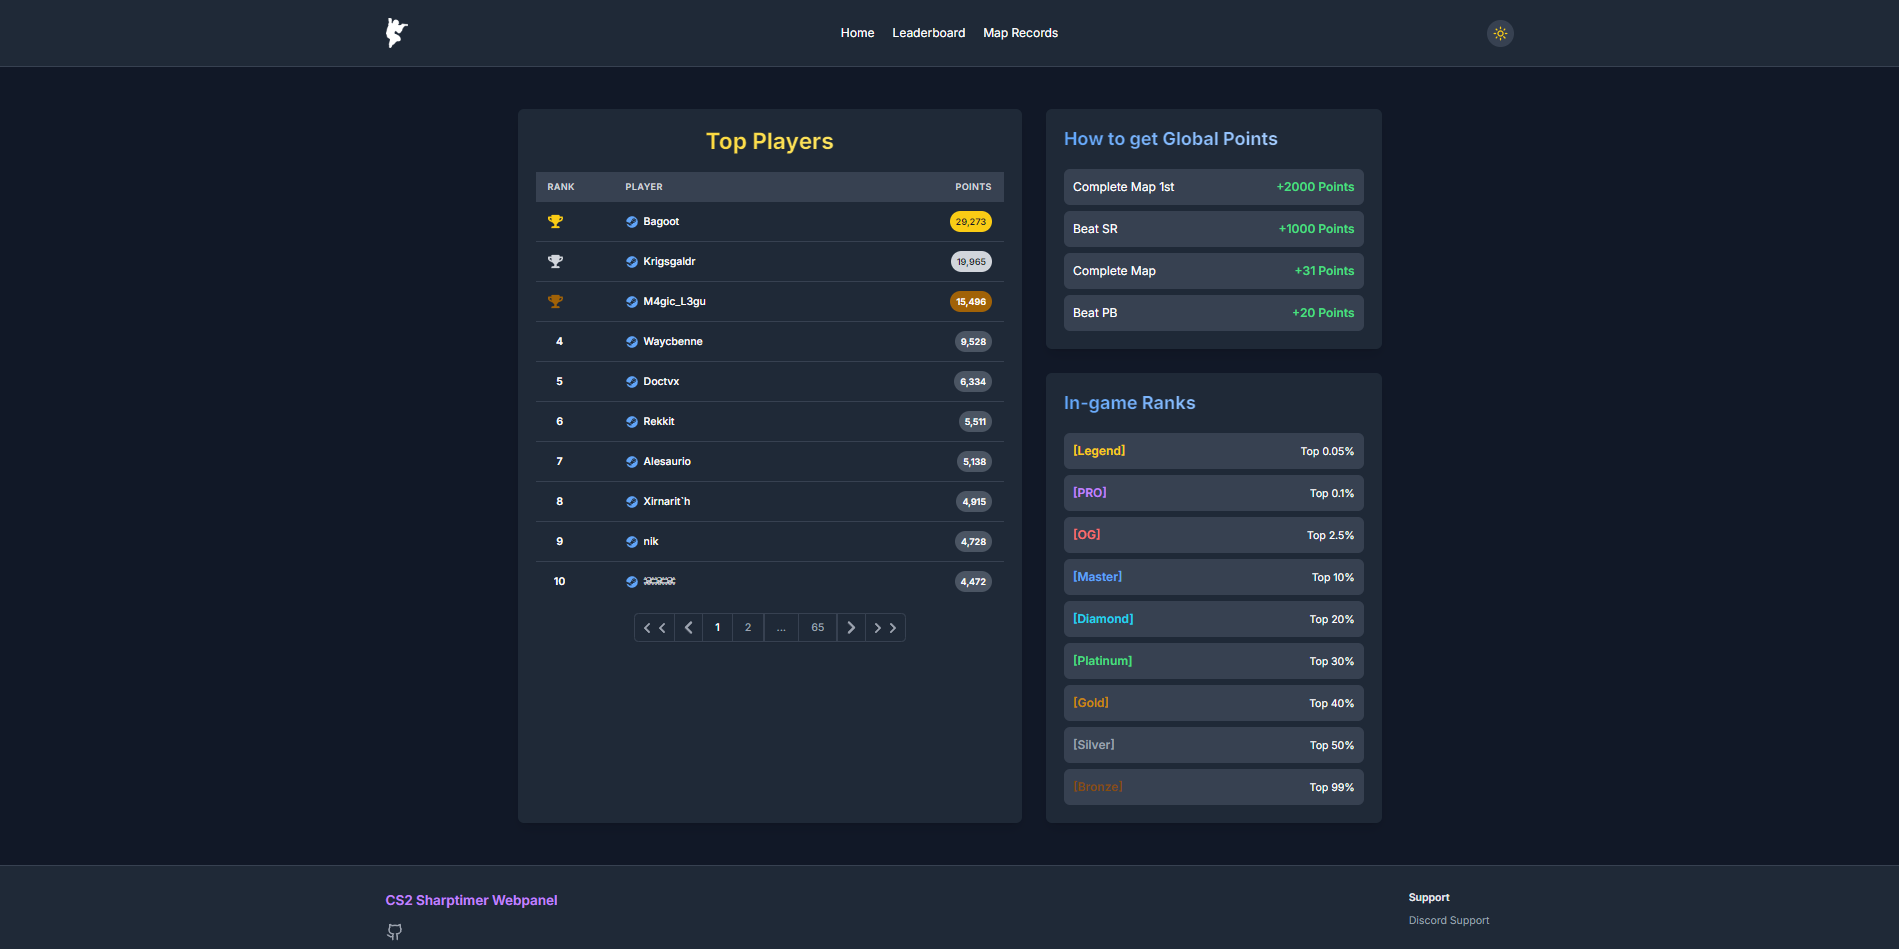 Home Leaderboard Map Records
Top Players
RANK PLAYER POINTS
Bagoot 29,273
Krigsgaldr 19,965
M4gic_L3gu 15,496
4 Waycbenne 9,528
5 Doctvx 6,334
6 Rekkit 5,511
7 Alesaurio 5,138
8 Xirnarit`h 4,915
9 nik 4,728
10 4,472
1 2 ... 65
How to get Global Points
Complete Map 1st +2000 Points
Beat SR +1000 Points
Complete Map +31 Points
Beat PB +20 Points
In-game Ranks
[Legend] Top 0.05%
[PRO] Top 0.1%
[OG] Top 2.5%
[Master] Top 10%
[Diamond] Top 20%
[Platinum] Top 30%
[Gold] Top 40%
[Silver] Top 50%
[Bronze] Top 99%
CS2 Sharptimer Webpanel
Support
Discord Support